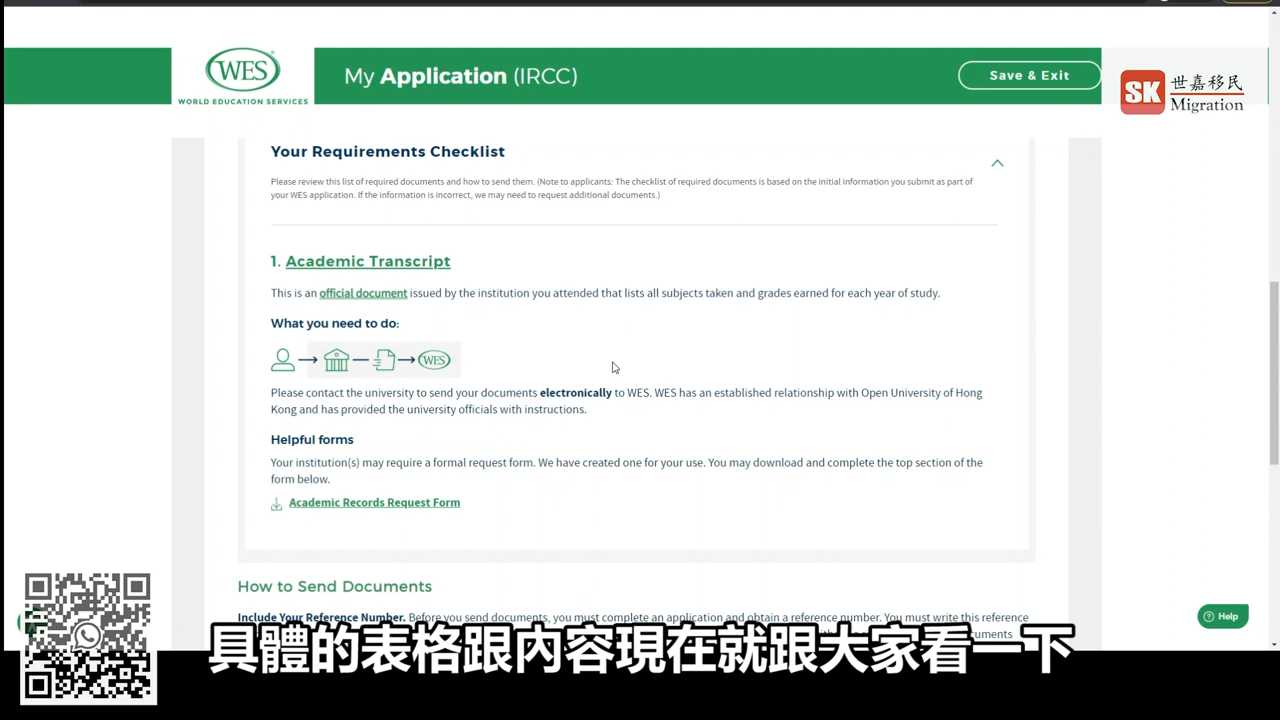 WES
WORLD EDUCATION SERVICES
My Application (IRCC)
Save & Exit
SK 世嘉移民
Migration
Your Requirements Checklist
Please review this list of required documents and how to send them. (Note to applicants: The checklist of required documents is based on the initial information you submit as part of
your WES application. If the information is incorrect, we may need to request additional documents.)
1. Academic Transcript
This is an official document issued by the institution you attended that lists all subjects taken and grades earned for each year of study.
What you need to do:
WES
Please contact the university to send your documents electronically to WES. WES has an established relationship with Open University of Hong
Kong and has provided the university officials with instructions.
Helpful forms
Your institution(s) may require a formal request form. We have created one for your use. You may download and complete the top section of the
form below.
Academic Records Request Form
How to Send Documents
Include Your Reference Number. Before you send documents, you must complete an application and obtain a reference number. You must write this reference
Help
具體的表格跟內容現在就跟大家看一下